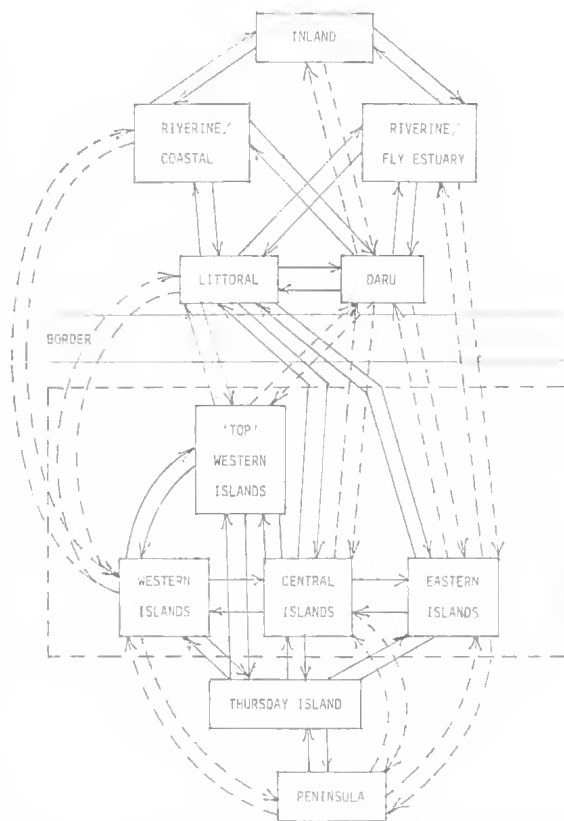 INLAND
RIVERINE/
COASTAL
RIVERINE/
FLY ESTUARY
LITTORAL
DARU
BORDER
'TOP'
WESTERN
ISLANDS
WESTERN
ISLANDS
CENTRAL
ISLANDS
EASTERN
ISLANDS
THURSDAY ISLAND
PENINSULA